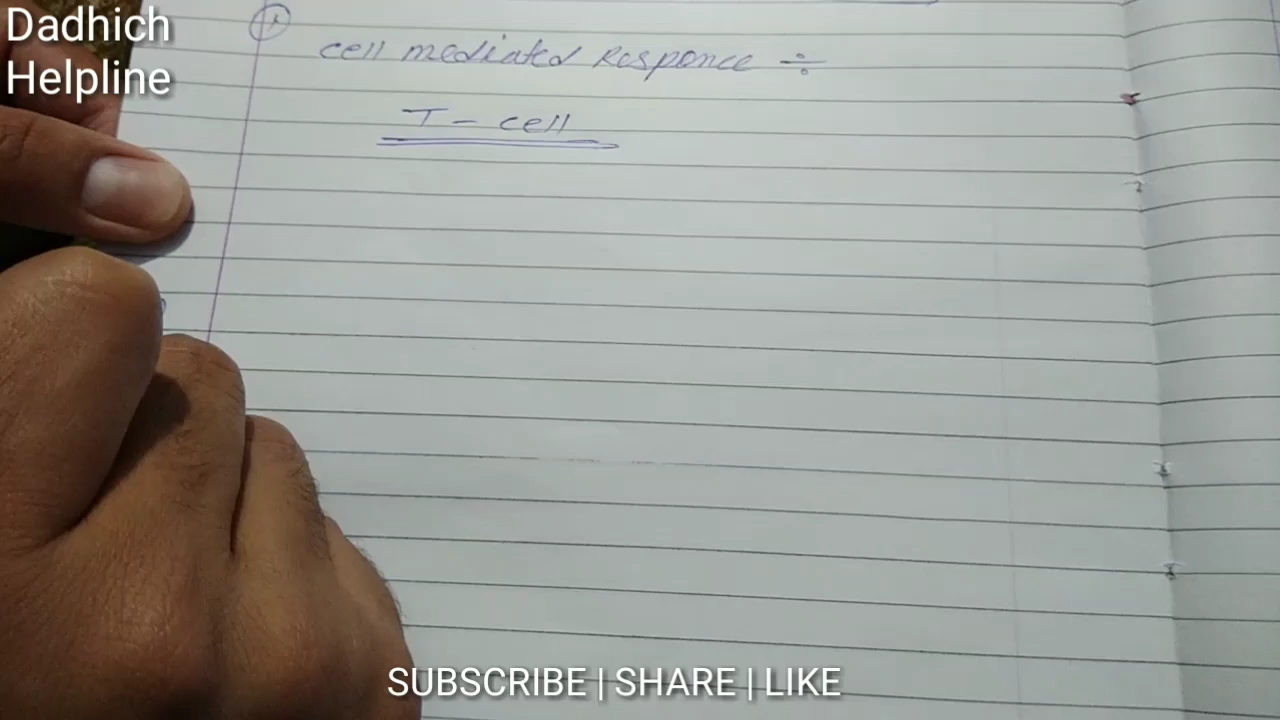 Dadhich
Helpline
cell mediated Responce ÷
T - cell
SUBSCRIBE | SHARE | LIKE